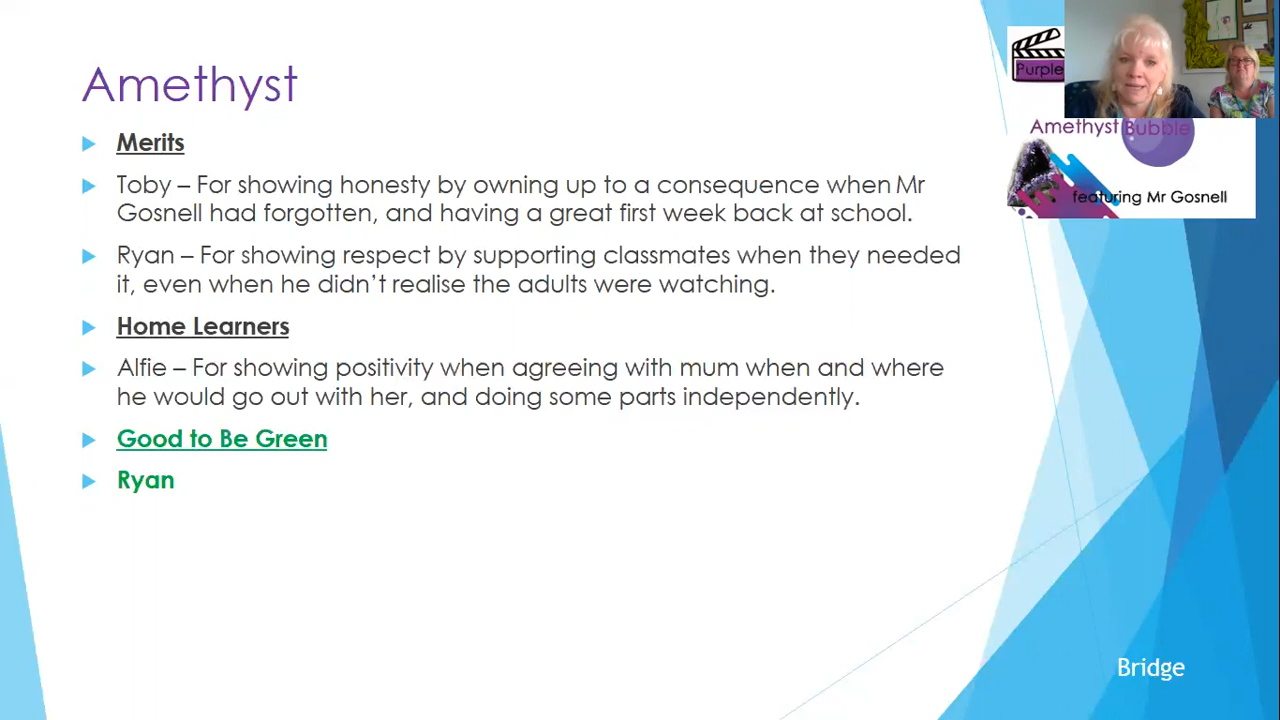 Amethyst
Merits
Toby – For showing honesty by owning up to a consequence when Mr
Gosnell had forgotten, and having a great first week back at school.
Ryan – For showing respect by supporting classmates when they needed
it, even when he didn't realise the adults were watching.
Home Learners
Alfie – For showing positivity when agreeing with mum when and where
he would go out with her, and doing some parts independently.
Good to Be Green
Ryan
Purple
Amethyst Bubble
featuring Mr Gosnell
Bridge